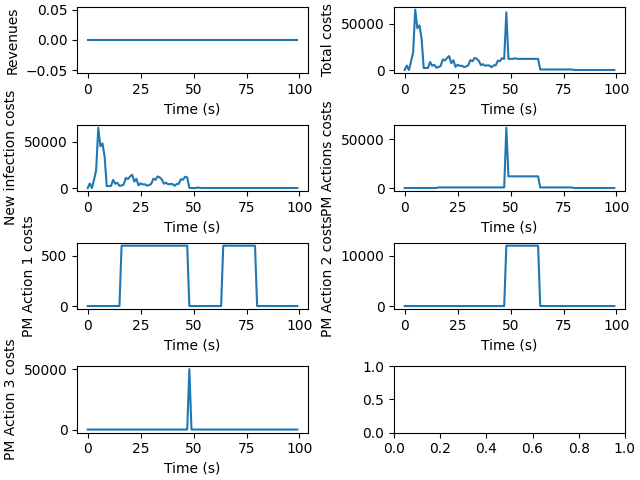 Revenues
0.05
0.00
−0.05
0 25 50 75 100
Time (s)
Total costs
50000
0
0 25 50 75 100
Time (s)
New infection costs
50000
0
0 25 50 75 100
Time (s)
PM Actions costs
50000
0
0 25 50 75 100
Time (s)
PM Action 1 costs
500
0
0 25 50 75 100
Time (s)
PM Action 2 costs
10000
0
0 25 50 75 100
Time (s)
PM Action 3 costs
50000
0
0 25 50 75 100
Time (s)
1.0
0.5
0.0
0.0 0.2 0.4 0.6 0.8 1.0